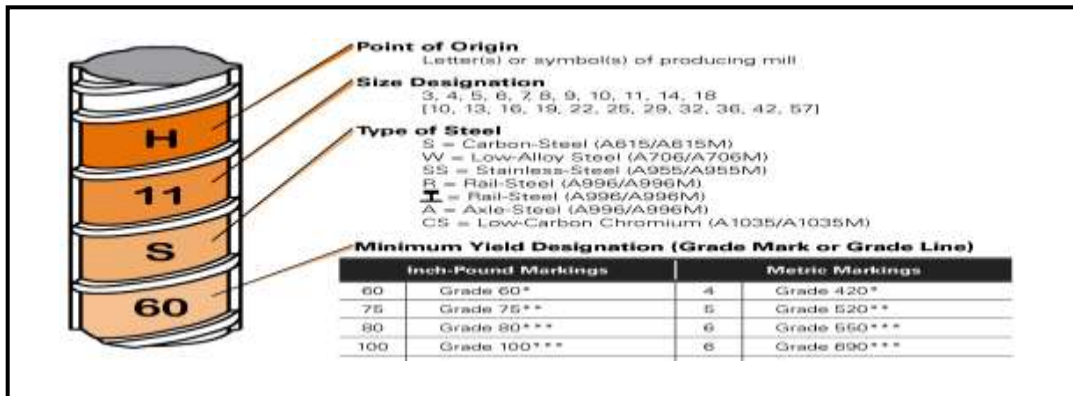 Point of Origin
Letter(s) or symbol(s) of producing mill
Size Designation
3, 4, 5, 6, 7, 8, 9, 10, 11, 14, 18
[10, 13, 16, 19, 22, 25, 29, 32, 36, 42, 57]
Type of Steel
S = Carbon-Steel (A615/A615M)
W = Low-Alloy Steel (A706/A706M)
SS = Stainless-Steel (A955/A955M)
R = Rail-Steel (A996/A996M)
I = Rail-Steel (A996/A996M)
A = Axle-Steel (A996/A996M)
CS = Low-Carbon Chromium (A1035/A1035M)
Minimum Yield Designation (Grade Mark or Grade Line)
Inch-Pound Markings Metric Markings
60 Grade 60* 4 Grade 420*
75 Grade 75** 5 Grade 520**
80 Grade 80*** 6 Grade 550***
100 Grade 100*** 6 Grade 690***
H
11
S
60